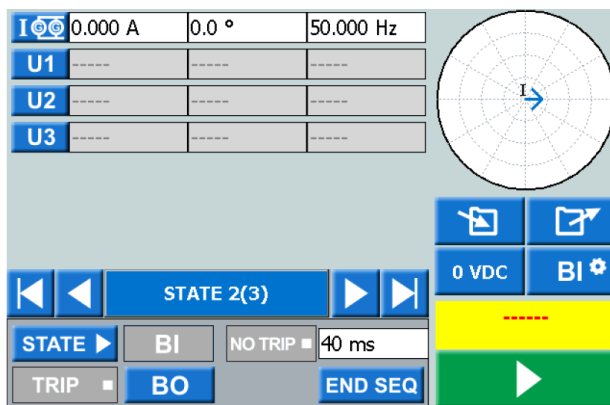 I 0.000 A 0.0 ° 50.000 Hz
U1 ----- ----- -----
U2 ----- ----- -----
U3 ----- ----- -----
I
0 VDC BI
STATE 2(3)
------
STATE BI NO TRIP 40 ms
TRIP BO END SEQ